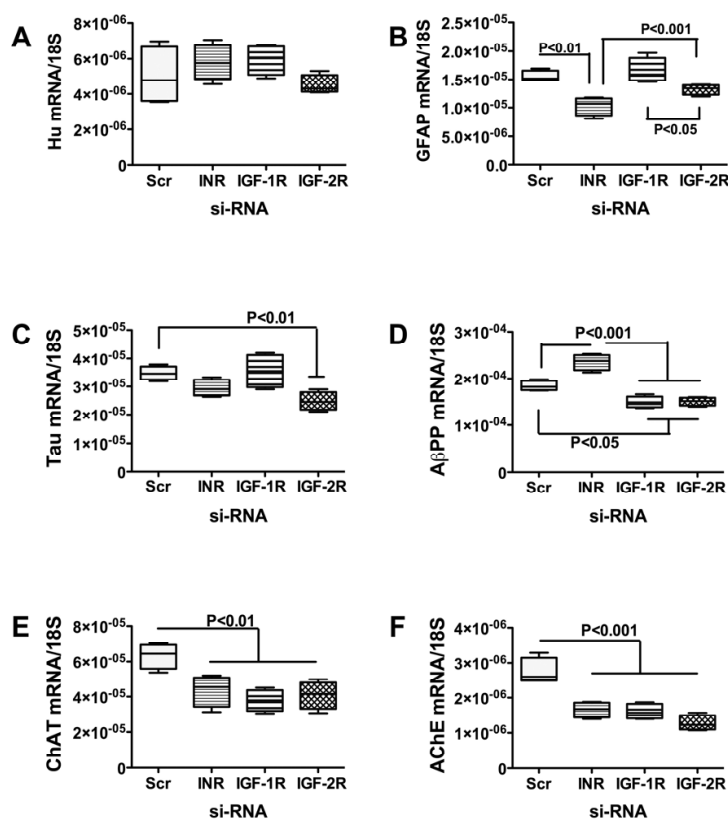 A
Hu mRNA/18S
8×10-06
6×10-06
4×10-06
2×10-06
0
Scr INR IGF-1R IGF-2R
si-RNA
B
GFAP mRNA/18S
2.0×10-05
1.5×10-05
1.0×10-05
5.0×10-06
0.0
P<0.01
P<0.001
P<0.05
Scr INR IGF-1R IGF-2R
si-RNA
C
Tau mRNA/18S
5×10-05
4×10-05
3×10-05
2×10-05
1×10-05
0
P<0.01
Scr INR IGF-1R IGF-2R
si-RNA
D
AβPP mRNA/18S
3×10-04
2×10-04
1×10-04
0
P<0.001
P<0.05
Scr INR IGF-1R IGF-2R
si-RNA
E
ChAT mRNA/18S
8×10-05
6×10-05
4×10-05
2×10-05
0
P<0.01
Scr INR IGF-1R IGF-2R
si-RNA
F
AChE mRNA/18S
4×10-06
3×10-06
2×10-06
1×10-06
0
P<0.001
Scr INR IGF-1R IGF-2R
si-RNA